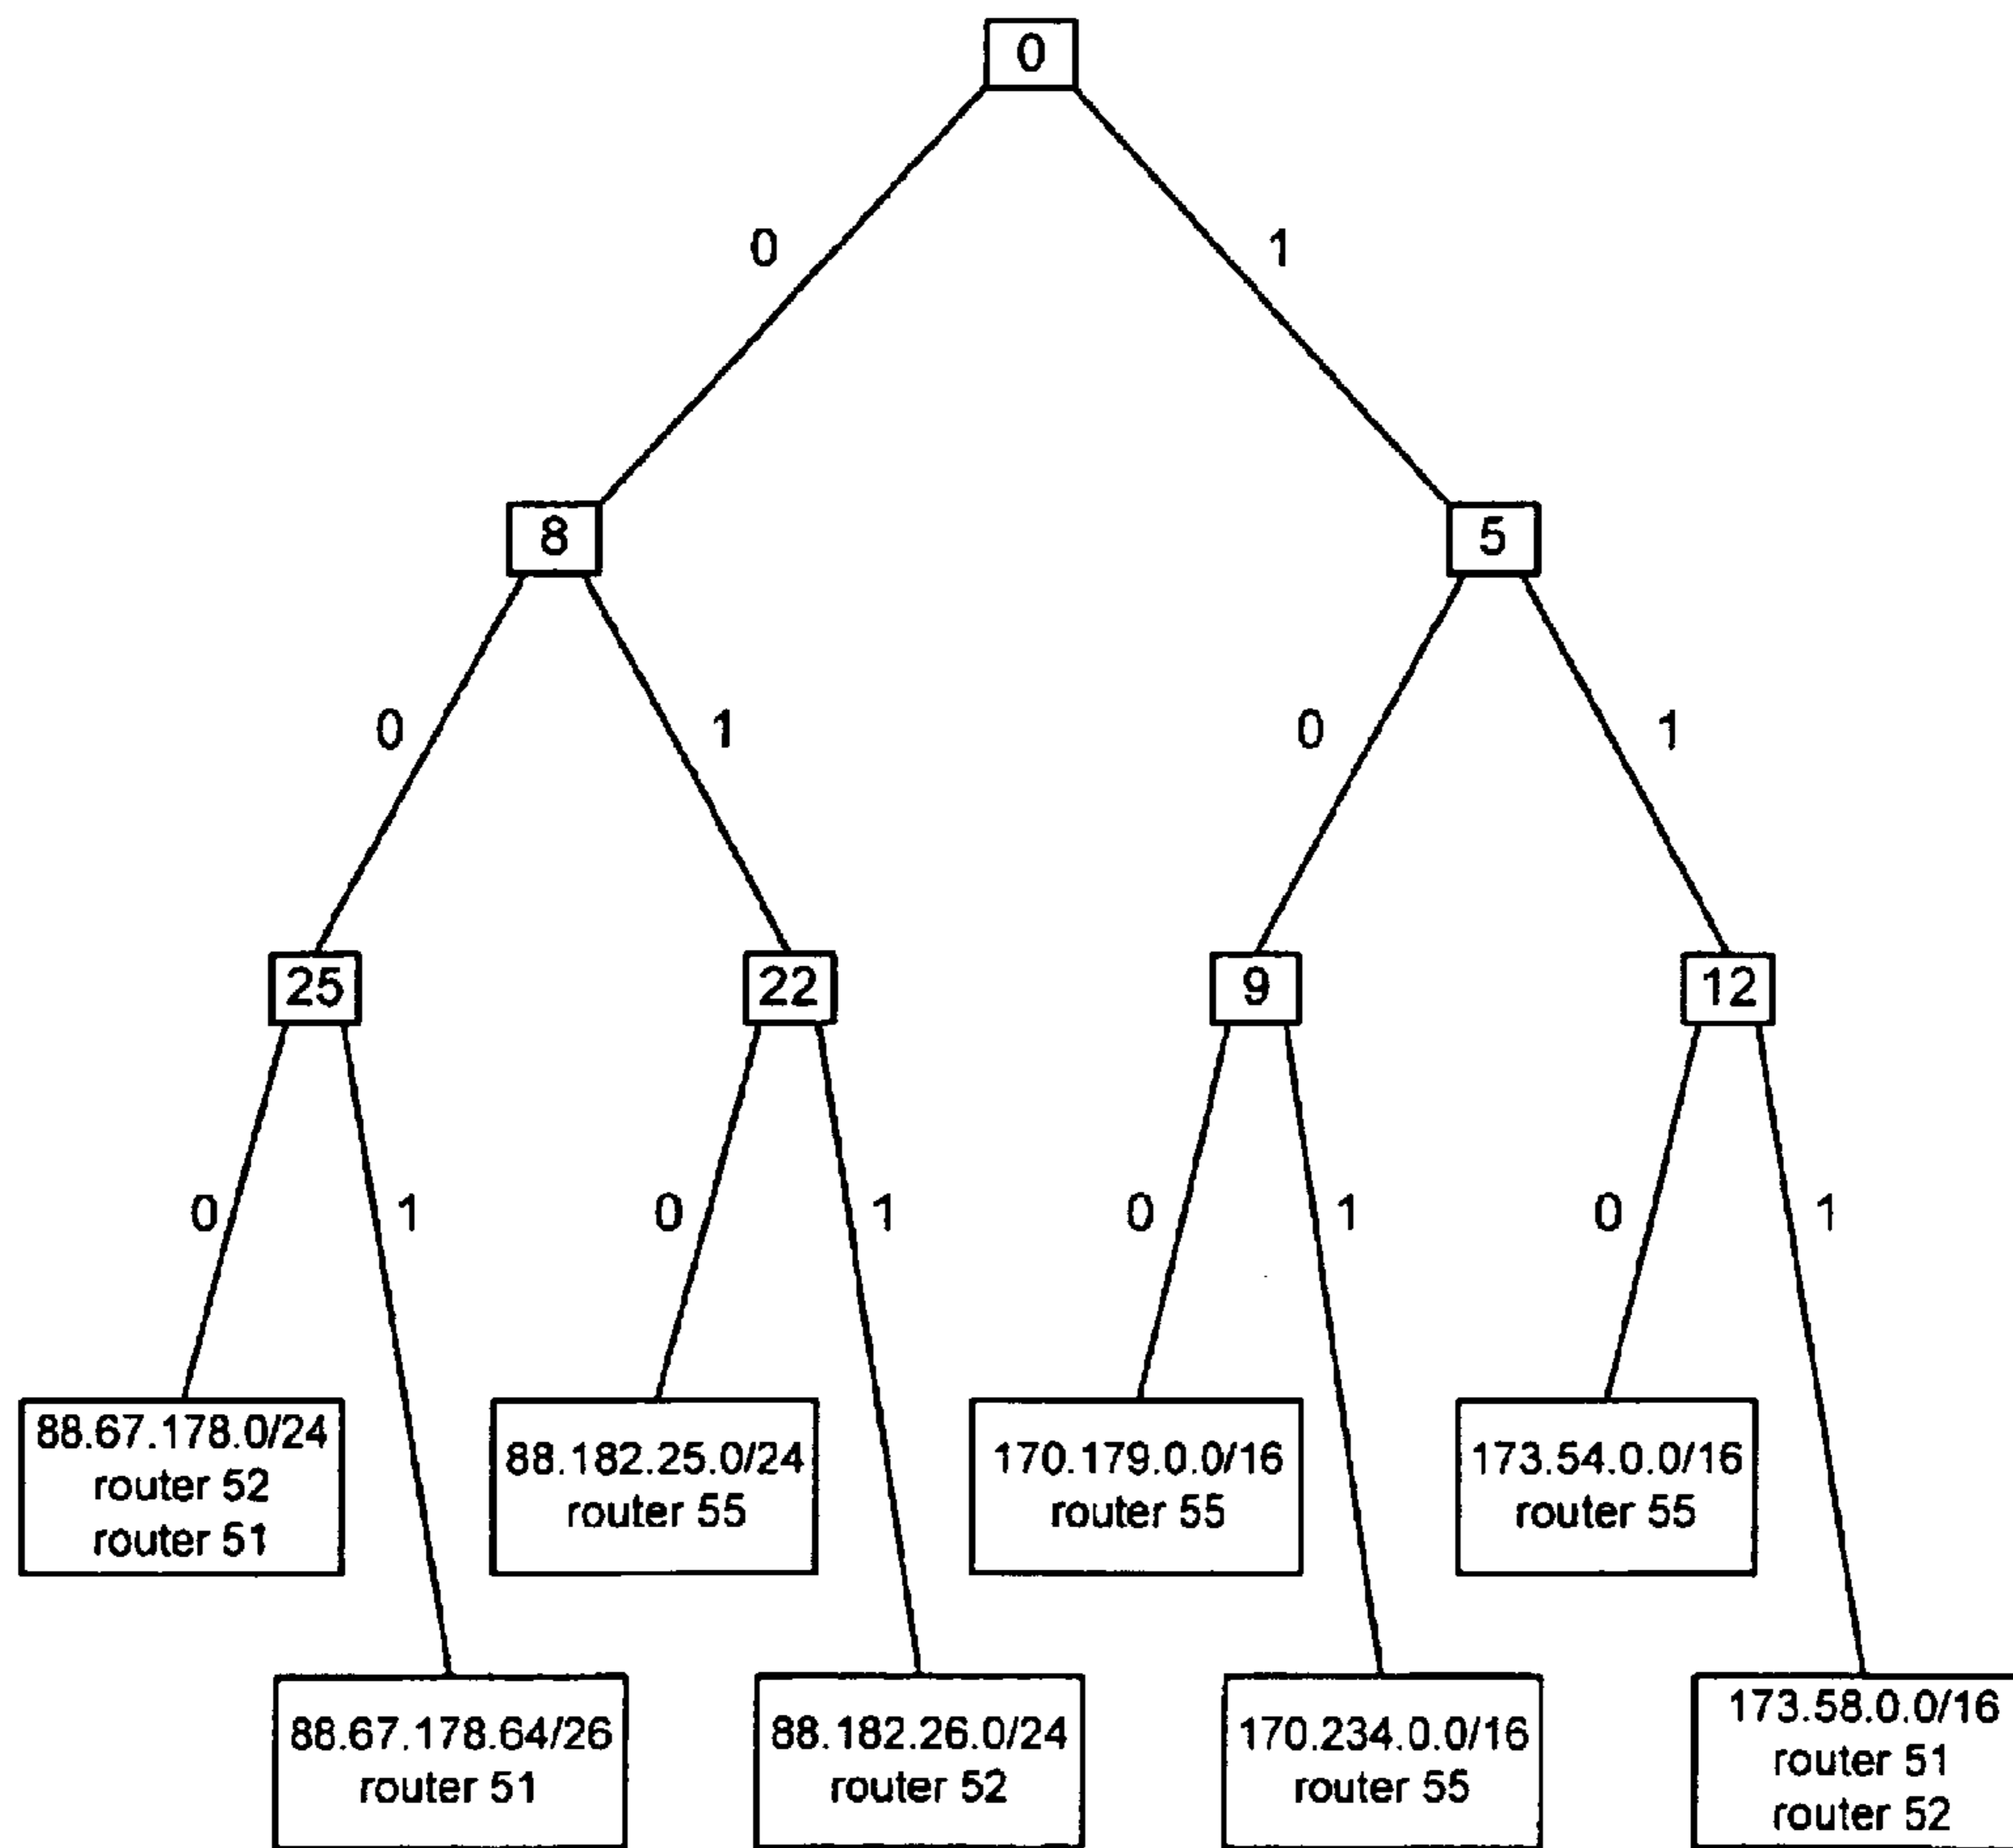 0
0
1
8
5
0
1
0
1
25
22
9
12
0
1
0
1
0
1
0
1
88.67.178.0/24
router 52
router 51
88.182.25.0/24
router 55
170.179.0.0/16
router 55
173.54.0.0/16
router 55
88.67.178.64/26
router 51
88.182.26.0/24
router 52
170.234.0.0/16
router 55
173.58.0.0/16
router 51
router 52